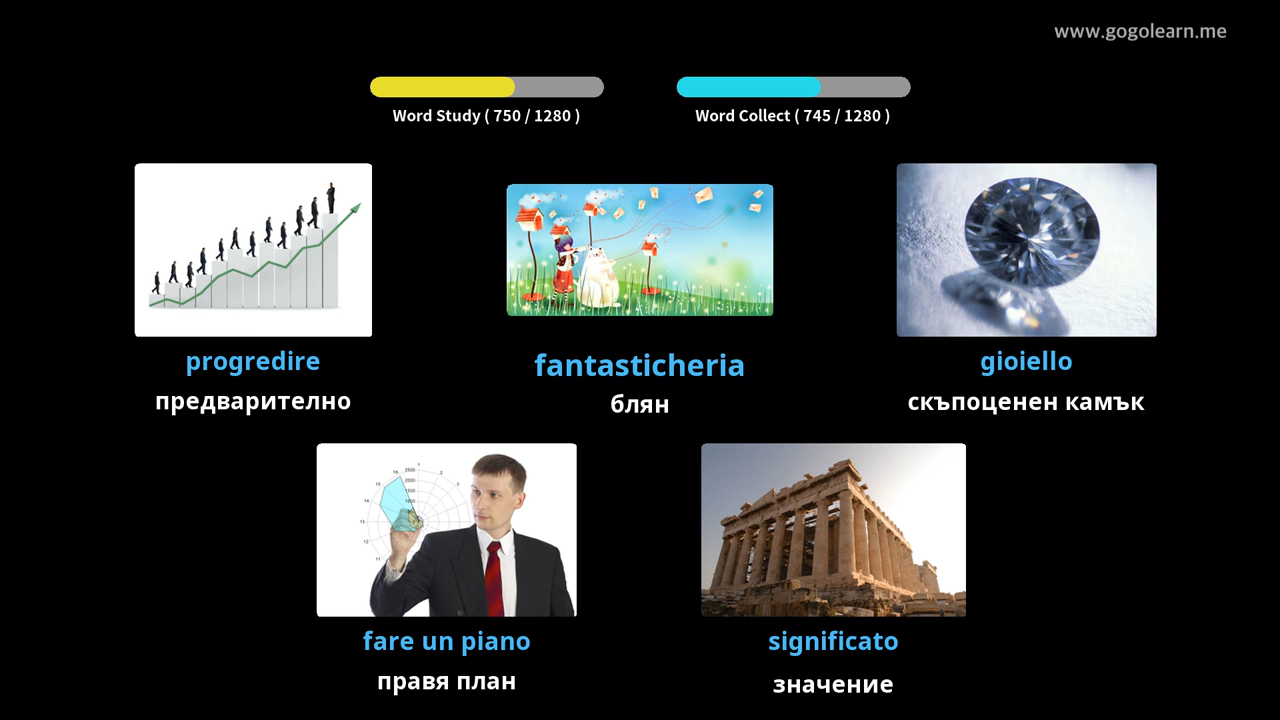 www.gogolearn.me
Word Study ( 750 / 1280 )
Word Collect ( 745 / 1280 )
progredire
предварително
fantasticheria
блян
gioiello
скъпоценен камък
fare un piano
правя план
significato
значение